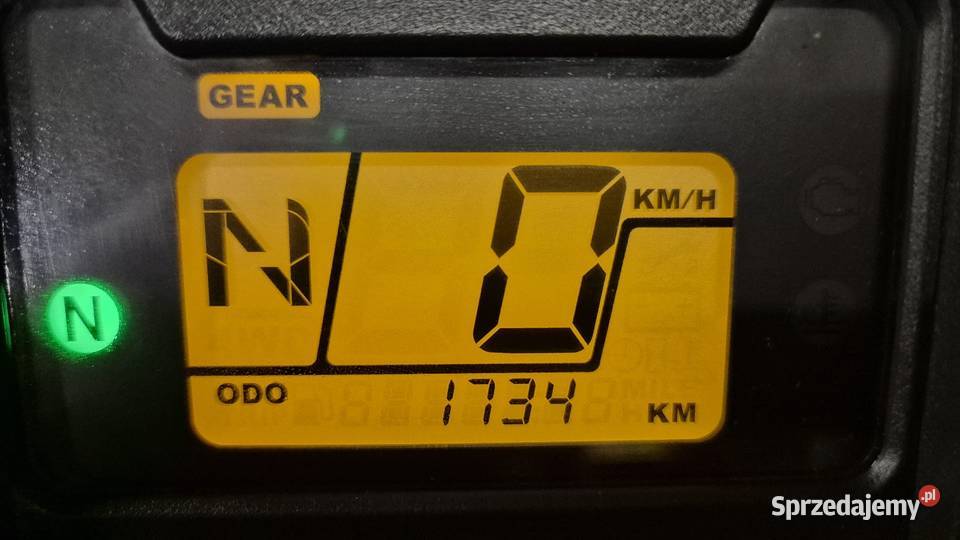 GEAR
N 0 KM/H
N
ODO 1734 KM
Sprzedajemy.pl